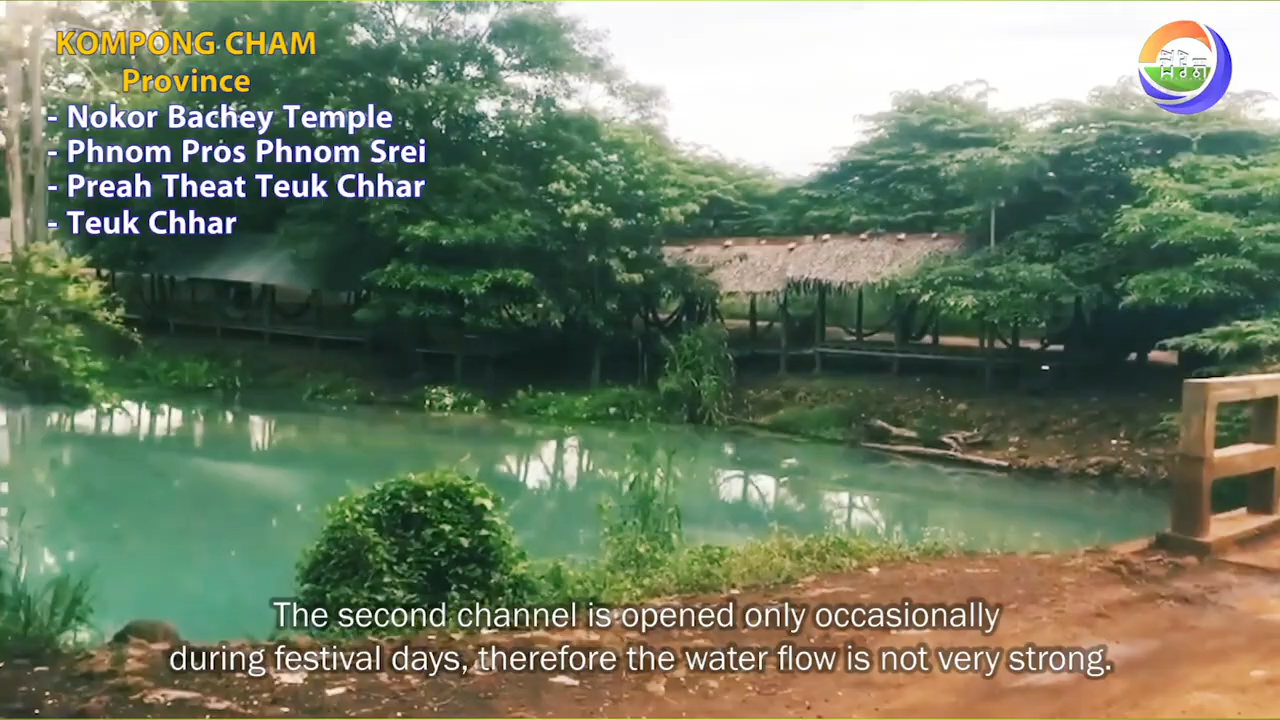 KOMPONG CHAM
Province
- Nokor Bachey Temple
- Phnom Pros Phnom Srei
- Preah Theat Teuk Chhar
- Teuk Chhar
The second channel is opened only occasionally
during festival days, therefore the water flow is not very strong.